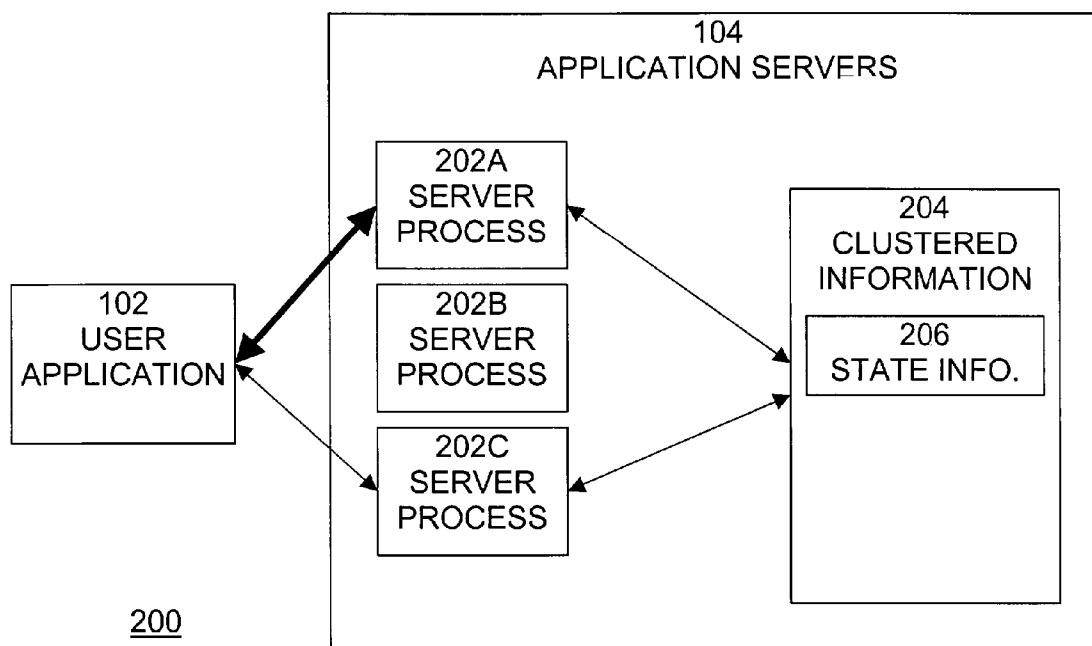 104
APPLICATION SERVERS
202A
SERVER
PROCESS
204
CLUSTERED
INFORMATION
102
USER
APPLICATION
202B
SERVER
PROCESS
206
STATE INFO.
202C
SERVER
PROCESS
200